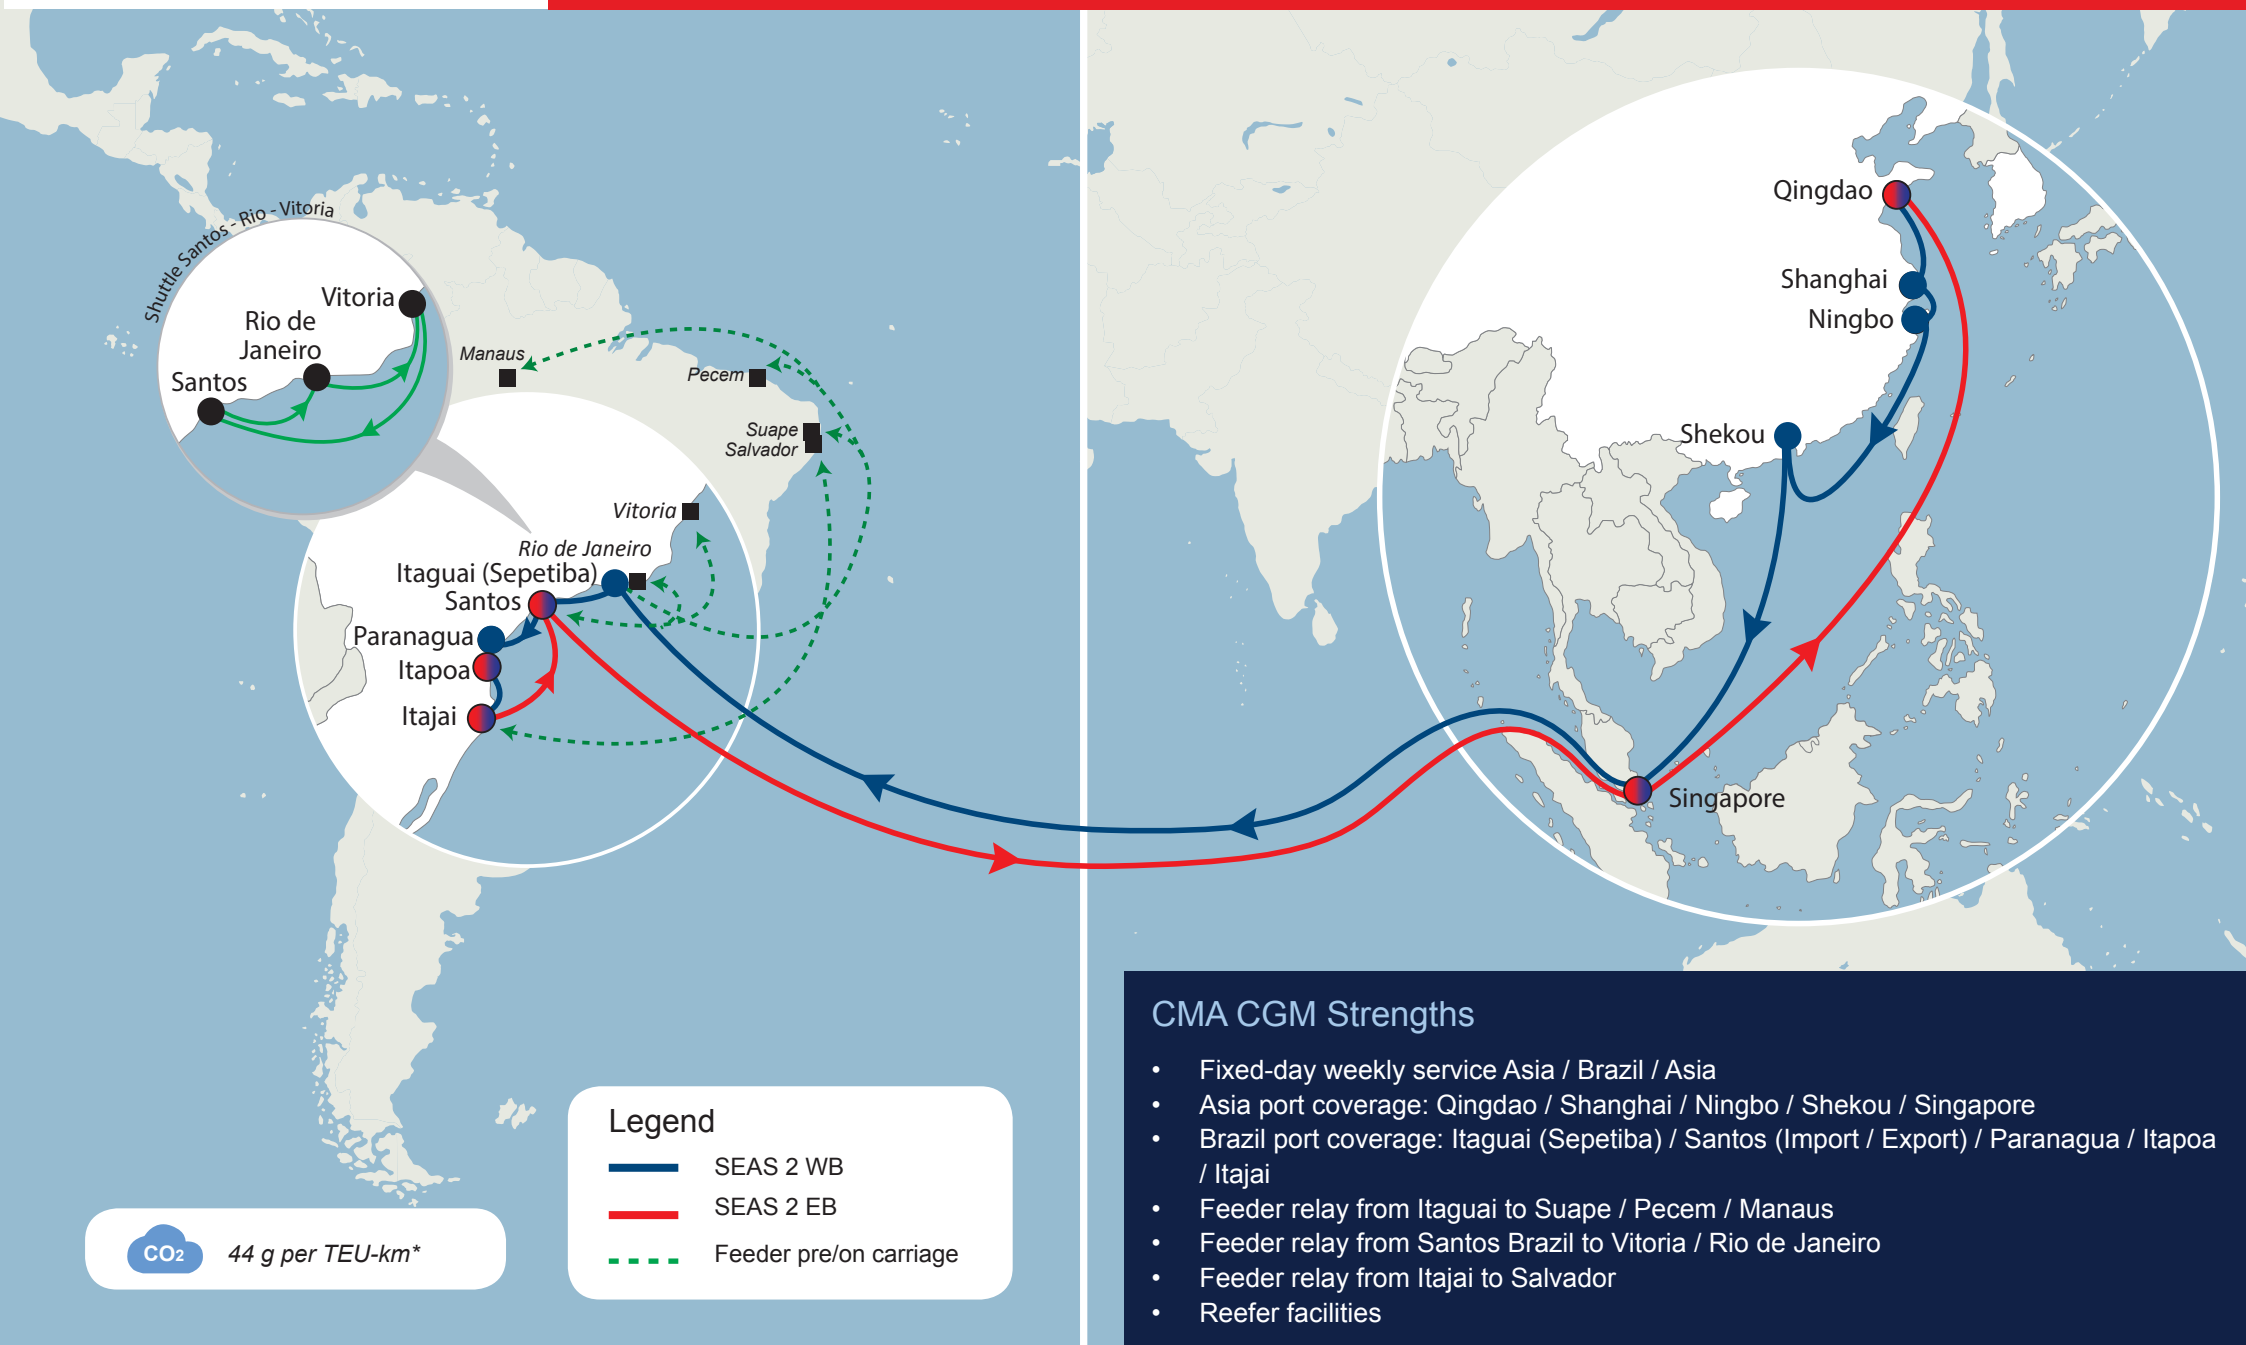 Shuttle Santos - Rio - Vitoria
Vitoria
Rio de
Janeiro
Santos
Manaus
Pecem
Suape
Salvador
Vitoria
Rio de Janeiro
Itaguai (Sepetiba)
Santos
Paranagua
Itapoa
Itajai
Qingdao
Shanghai
Ningbo
Shekou
Singapore
Legend
SEAS 2 WB
SEAS 2 EB
Feeder pre/on carriage
CO2
44 g per TEU-km*
CMA CGM Strengths
• Fixed-day weekly service Asia / Brazil / Asia
• Asia port coverage: Qingdao / Shanghai / Ningbo / Shekou / Singapore
• Brazil port coverage: Itaguai (Sepetiba) / Santos (Import / Export) / Paranagua / Itapoa
/ Itajai
• Feeder relay from Itaguai to Suape / Pecem / Manaus
• Feeder relay from Santos Brazil to Vitoria / Rio de Janeiro
• Feeder relay from Itajai to Salvador
• Reefer facilities